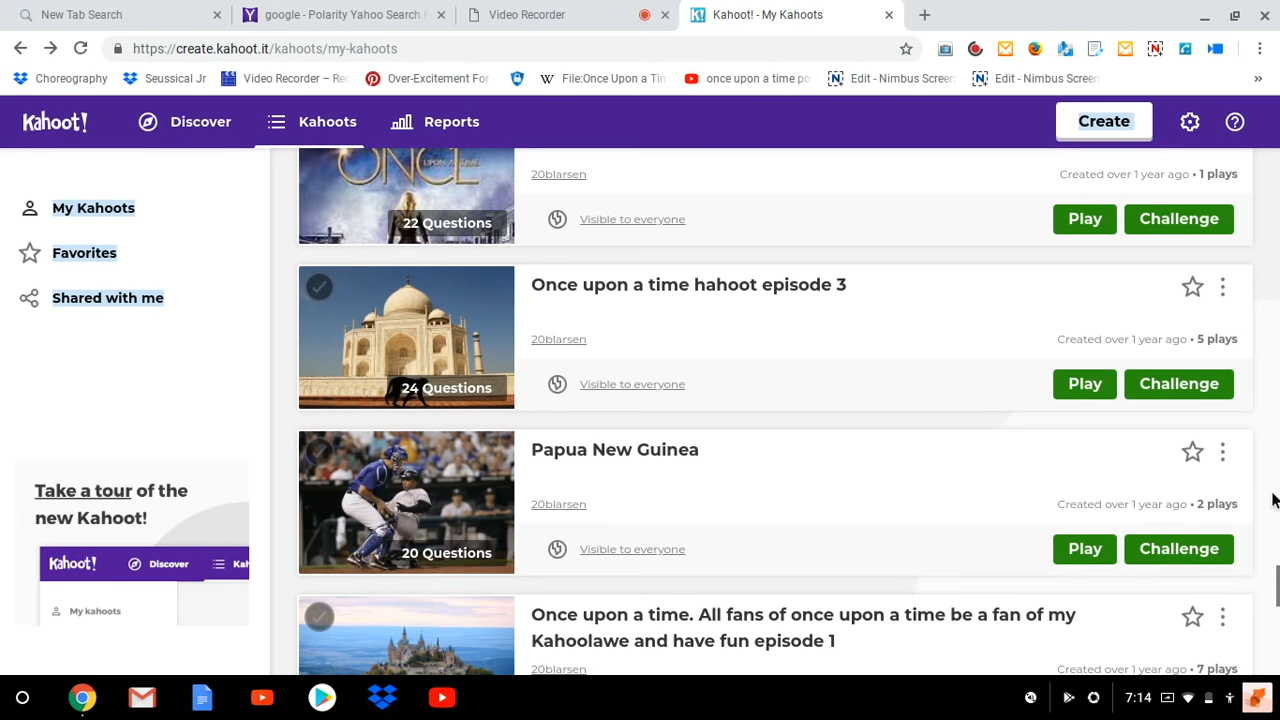 New Tab Search
google - Polarity Yahoo Search R
Video Recorder
Kahoot! - My Kahoots
https://create.kahoot.it/kahoots/my-kahoots
Choreography
Seussical Jr
Video Recorder – Re
Over-Excitement For
File:Once Upon a Tim
once upon a time po
Edit - Nimbus Screen
Edit - Nimbus Screen
»
Kahoot!
Discover
Kahoots
Reports
Create
My Kahoots
Favorites
Shared with me
Take a tour of the
new Kahoot!
Kahoot!
Discover
Kah
My kahoots
ONCE
UPON A TIME
22 Questions
20blarsen
Created over 1 year ago • 1 plays
Visible to everyone
Play
Challenge
24 Questions
Once upon a time hahoot episode 3
20blarsen
Created over 1 year ago • 5 plays
Visible to everyone
Play
Challenge
20 Questions
Papua New Guinea
20blarsen
Created over 1 year ago • 2 plays
Visible to everyone
Play
Challenge
Once upon a time. All fans of once upon a time be a fan of my
Kahoolawe and have fun episode 1
20blarsen
Created over 1 year ago • 7 plays
7:14